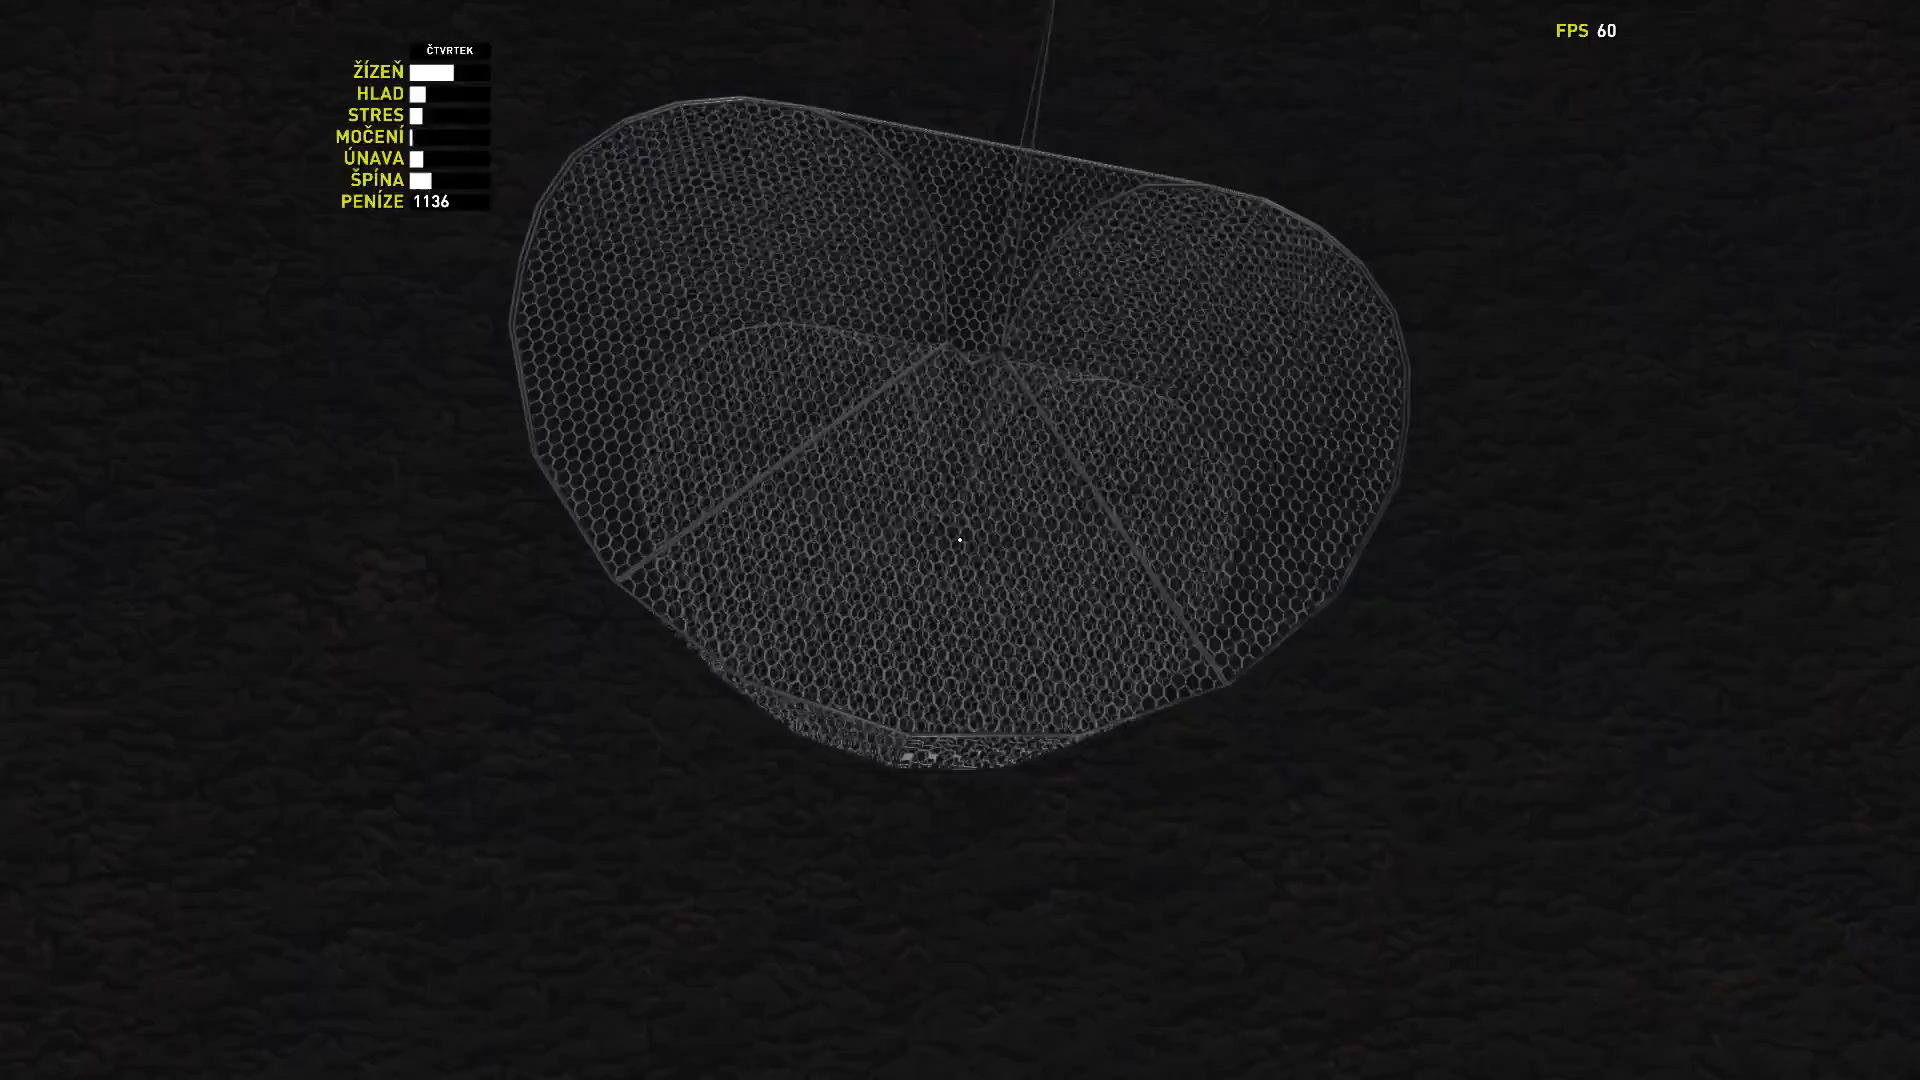 FPS 60
ČTVRTEK
ŽÍZEŇ
HLAD
STRES
MOČENÍ
ÚNAVA
ŠPÍNA
PENÍZE 1136